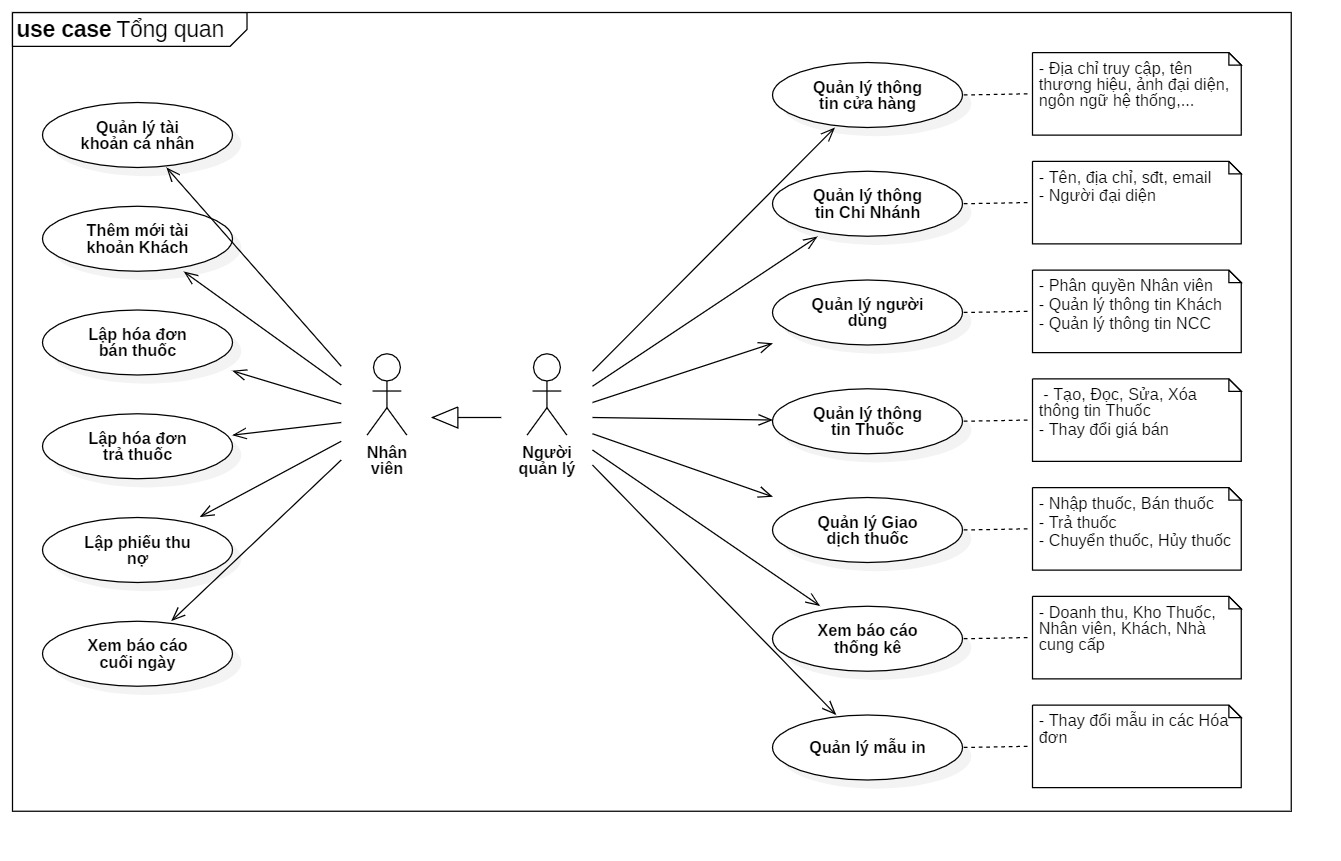 use case Tổng quan
Quản lý tài
khoản cá nhân
Thêm mới tài
khoản Khách
Lập hóa đơn
bán thuốc
Lập hóa đơn
trả thuốc
Lập phiếu thu
nợ
Xem báo cáo
cuối ngày
Nhân
viên
Người
quản lý
Quản lý thông
tin cửa hàng
Quản lý thông
tin Chi Nhánh
Quản lý người
dùng
Quản lý thông
tin Thuốc
Quản lý Giao
dịch thuốc
Xem báo cáo
thống kê
Quản lý mẫu in
- Địa chỉ truy cập, tên
thương hiệu, ảnh đại diện,
ngôn ngữ hệ thống,...
- Tên, địa chỉ, sđt, email
- Người đại diện
- Phân quyền Nhân viên
- Quản lý thông tin Khách
- Quản lý thông tin NCC
- Tạo, Đọc, Sửa, Xóa
thông tin Thuốc
- Thay đổi giá bán
- Nhập thuốc, Bán thuốc
- Trả thuốc
- Chuyển thuốc, Hủy thuốc
- Doanh thu, Kho Thuốc,
Nhân viên, Khách, Nhà
cung cấp
- Thay đổi mẫu in các Hóa
đơn